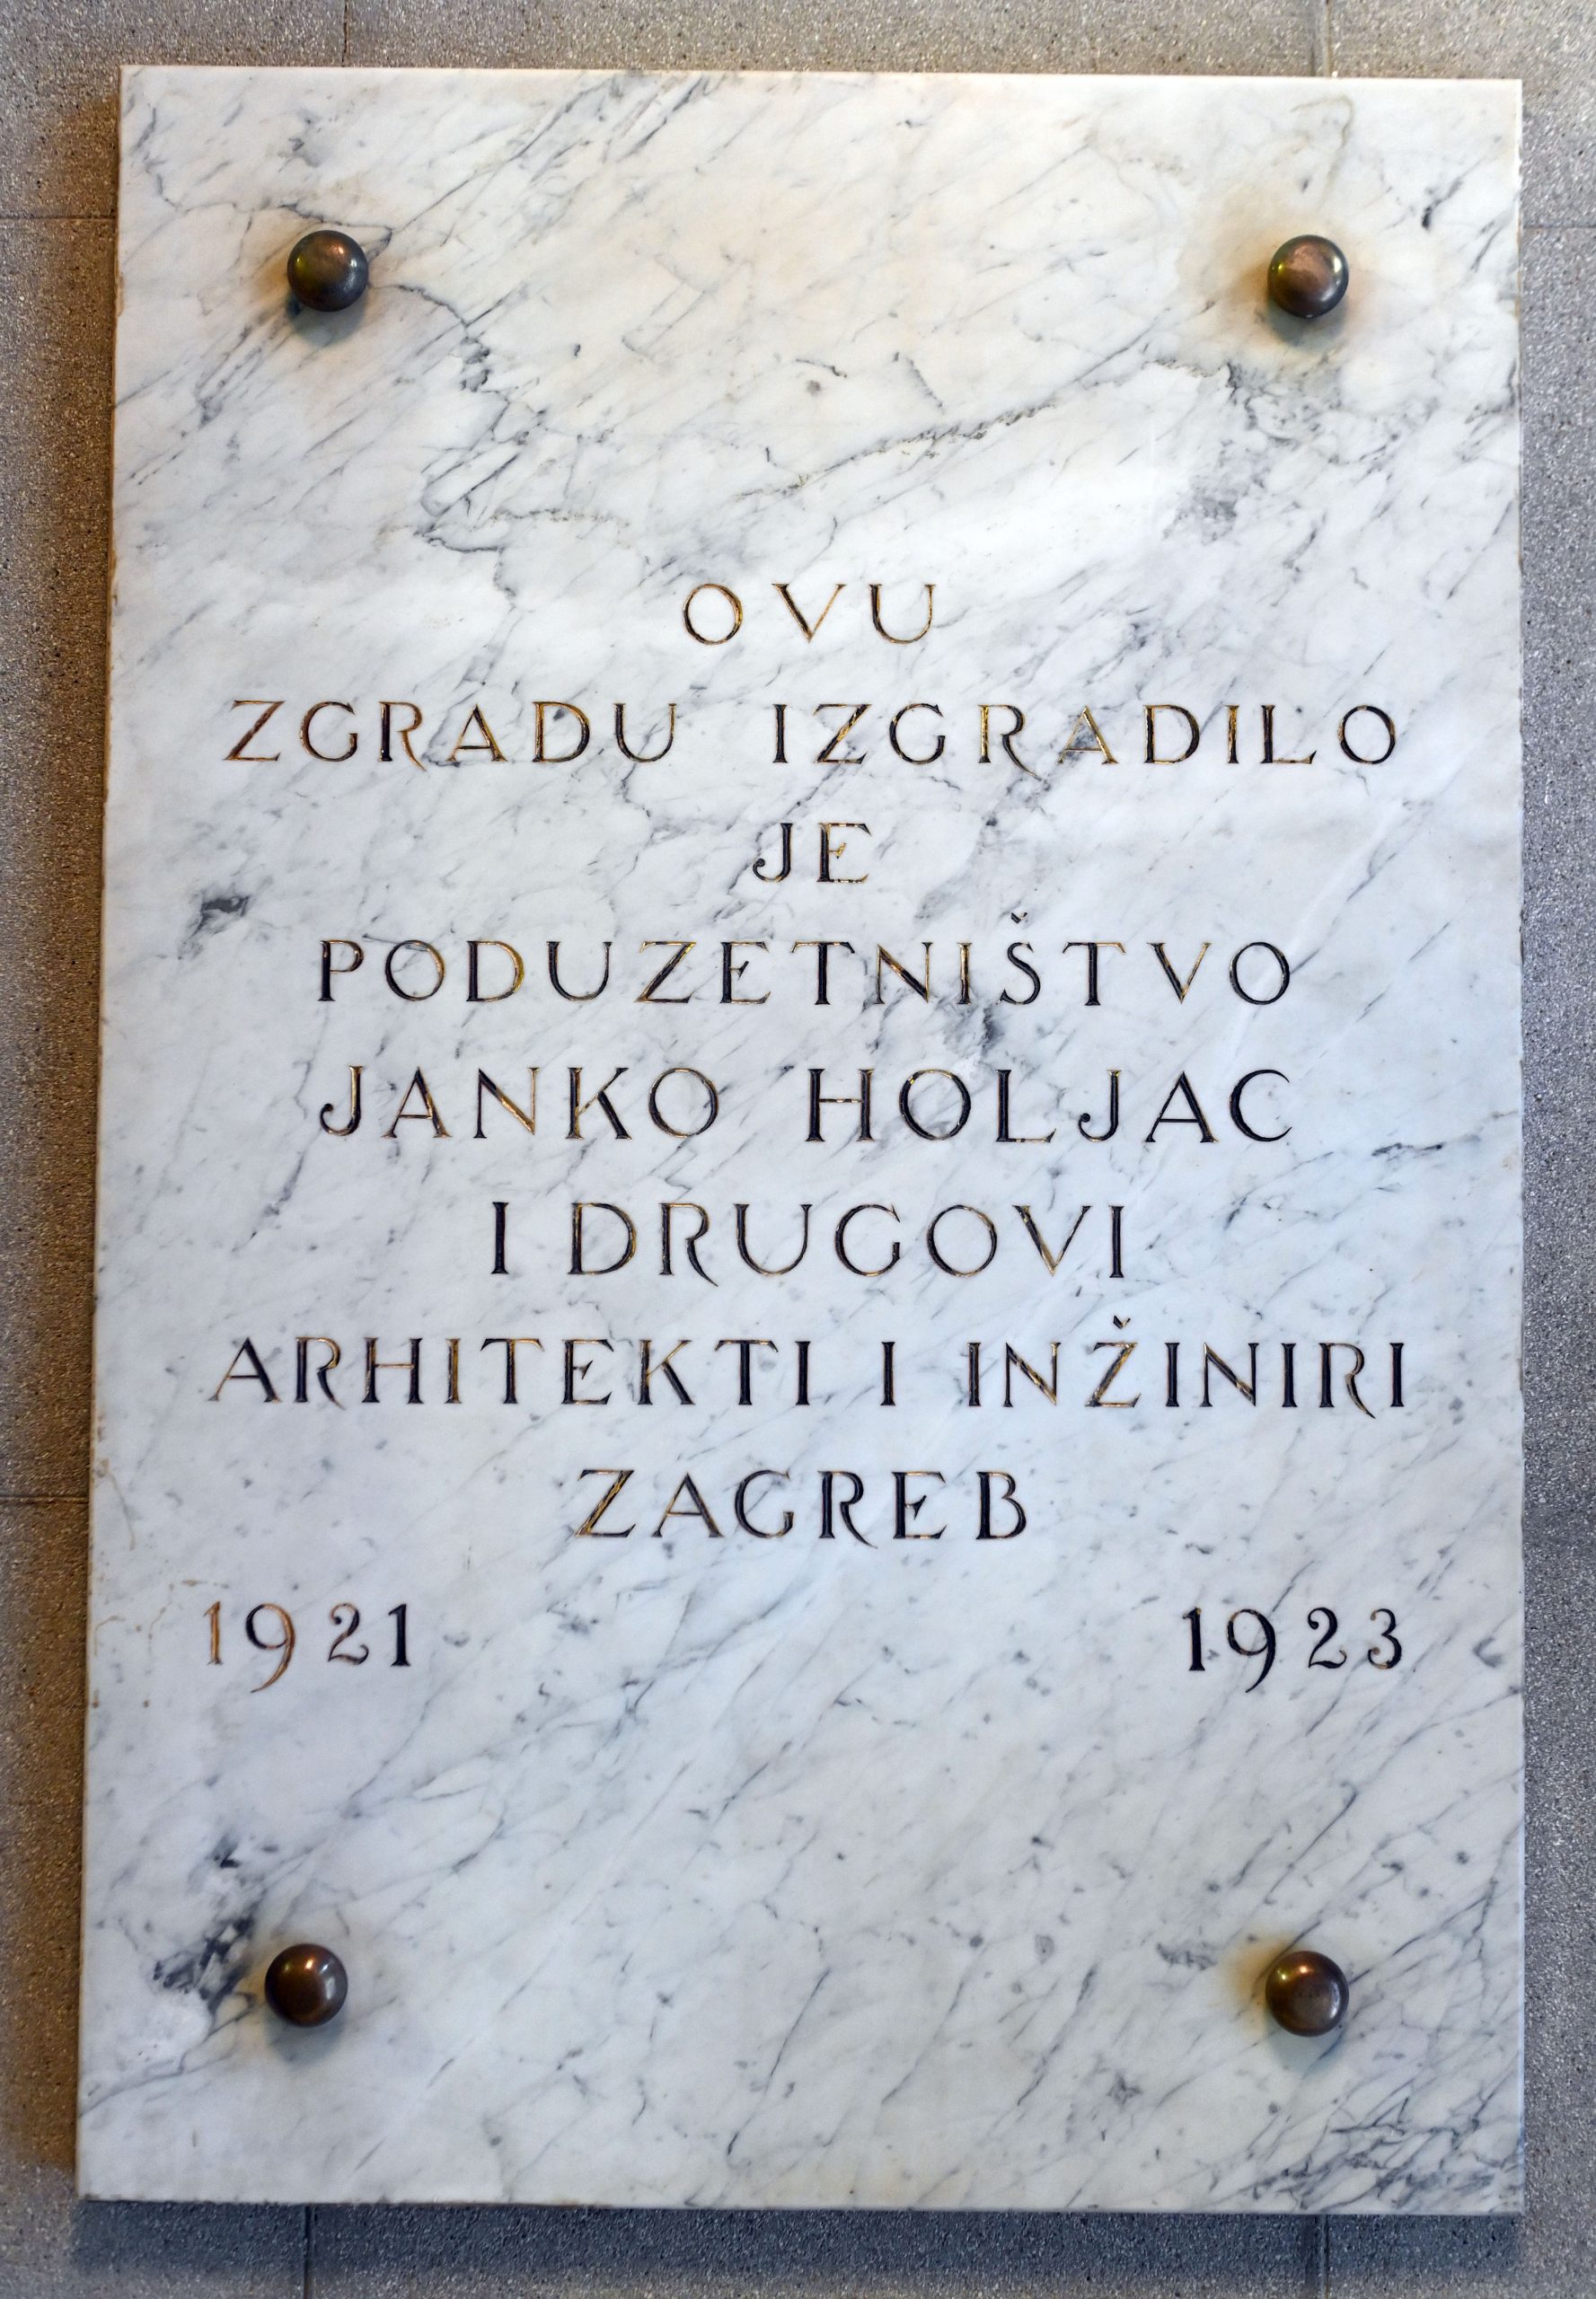 OVU
ZGRADU IZGRADILO
JE
PODUZETNIŠTVO
JANKO HOLJAC
I DRUGOVI
ARHITEKTI I INŽINIRI
ZAGREB
1921 1923